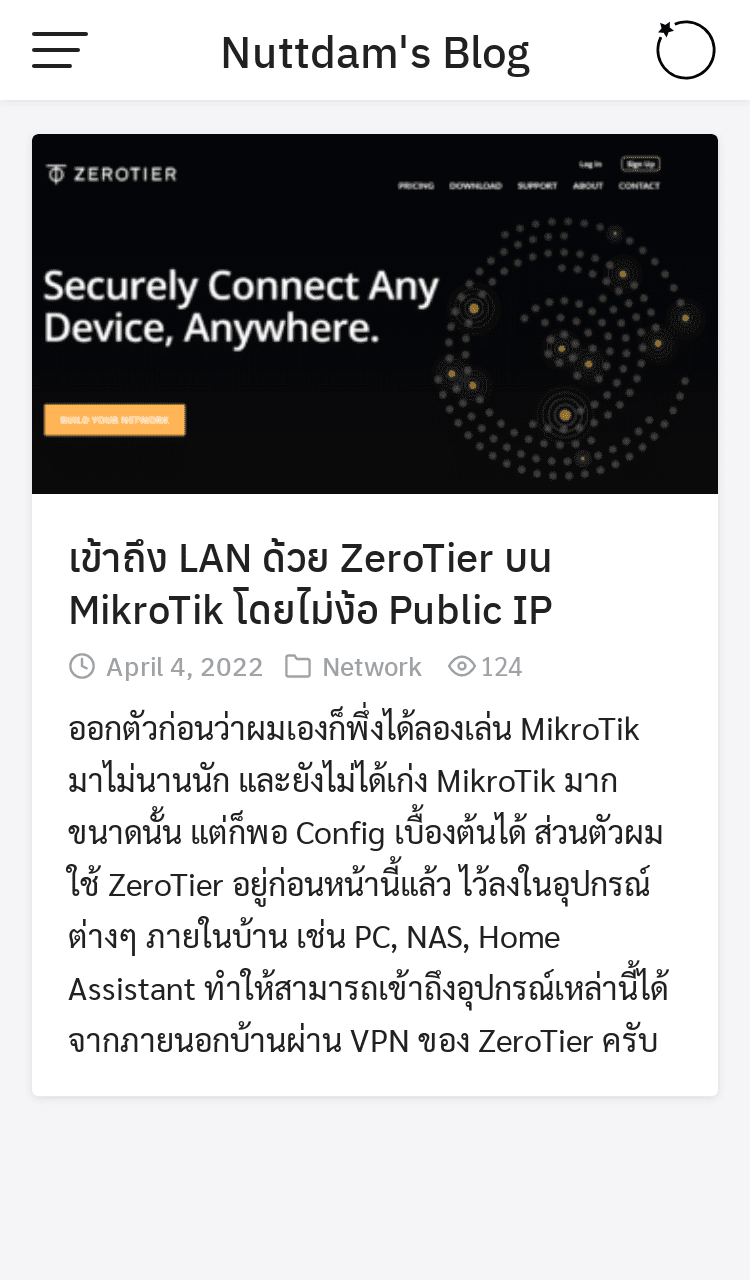 Nuttdam's Blog
ZEROTIER
Log In
Sign Up
PRICING
DOWNLOAD
SUPPORT
ABOUT
CONTACT
Securely Connect Any
Device, Anywhere.
BUILD YOUR NETWORK
เข้าถึง LAN ด้วย ZeroTier บน
MikroTik โดยไม่ง้อ Public IP
April 4, 2022
Network
124
ออกตัวก่อนว่าผมเองก็พึ่งได้ลองเล่น MikroTik
มาไม่นานนัก และยังไม่ได้เก่ง MikroTik มาก
ขนาดนั้น แต่ก็พอ Config เบื้องต้นได้ ส่วนตัวผม
ใช้ ZeroTier อยู่ก่อนหน้านี้แล้ว ไว้ลงในอุปกรณ์
ต่างๆ ภายในบ้าน เช่น PC, NAS, Home
Assistant ทำให้สามารถเข้าถึงอุปกรณ์เหล่านี้ได้
จากภายนอกบ้านผ่าน VPN ของ ZeroTier ครับ